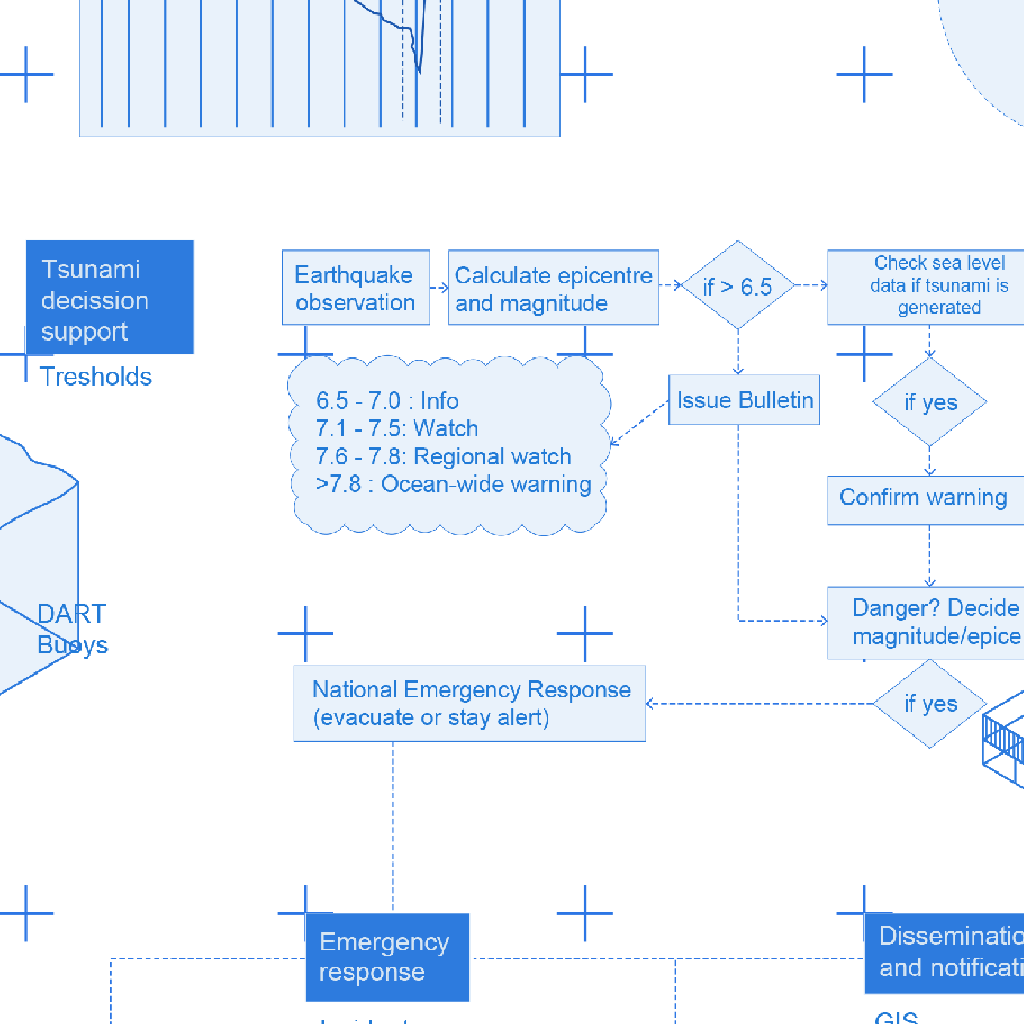 Tsunami
decission
support
Tresholds
Earthquake
observation
Calculate epicentre
and magnitude
if > 6.5
Check sea level
data if tsunami is
generated
6.5 - 7.0 : Info
7.1 - 7.5: Watch
7.6 - 7.8: Regional watch
>7.8 : Ocean-wide warning
Issue Bulletin
if yes
Confirm warning
Danger? Decide
magnitude/epice
DART
Buoys
National Emergency Response
(evacuate or stay alert)
if yes
Emergency
response
Disseminatio
and notificati
GIS